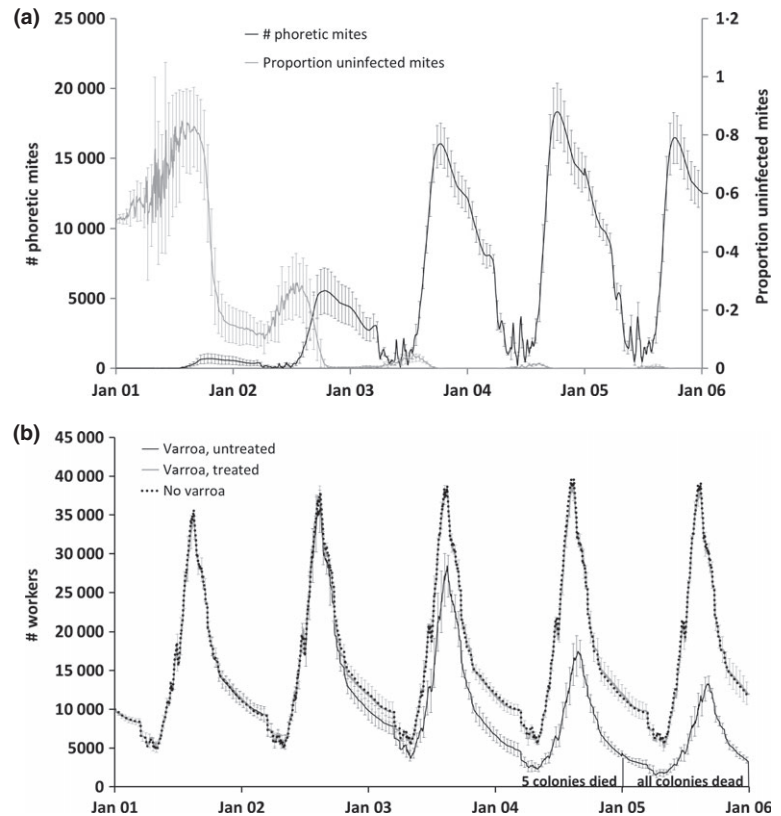 (a)
25 000
20 000
15 000
10 000
5000
0
# phoretic mites
# phoretic mites
Proportion uninfected mites
1·2
1
0·8
0·6
0·4
0·2
0
Proportion uninfected mites
Jan 01 Jan 02 Jan 03 Jan 04 Jan 05 Jan 06
(b)
45 000
40 000
35 000
30 000
25 000
20 000
15 000
10 000
5000
0
# workers
Varroa, untreated
Varroa, treated
No varroa
5 colonies died all colonies dead
Jan 01 Jan 02 Jan 03 Jan 04 Jan 05 Jan 06